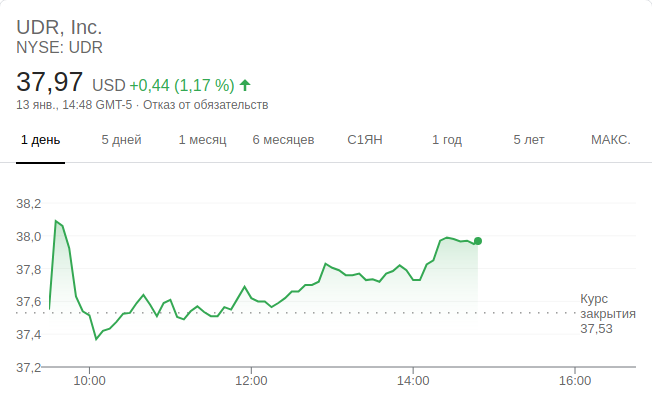 UDR, Inc.
NYSE: UDR
37,97 USD +0,44 (1,17 %)
13 янв., 14:48 GMT-5 · Отказ от обязательств
1 день 5 дней 1 месяц 6 месяцев С1ЯН 1 год 5 лет МАКС.
38,2
38,0
37,8
37,6
37,4
37,2
Курс
закрытия
37,53
10:00 12:00 14:00 16:00